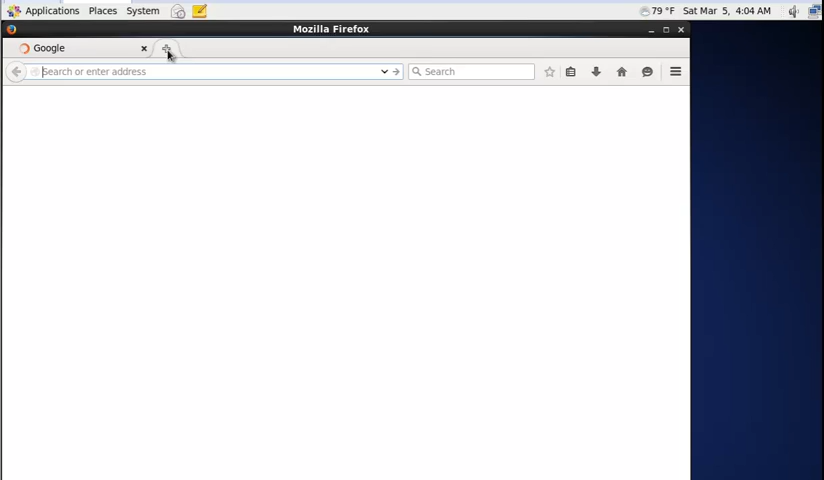 Applications Places System 79 °F Sat Mar 5, 4:04 AM
Mozilla Firefox
Google
Search or enter address Search